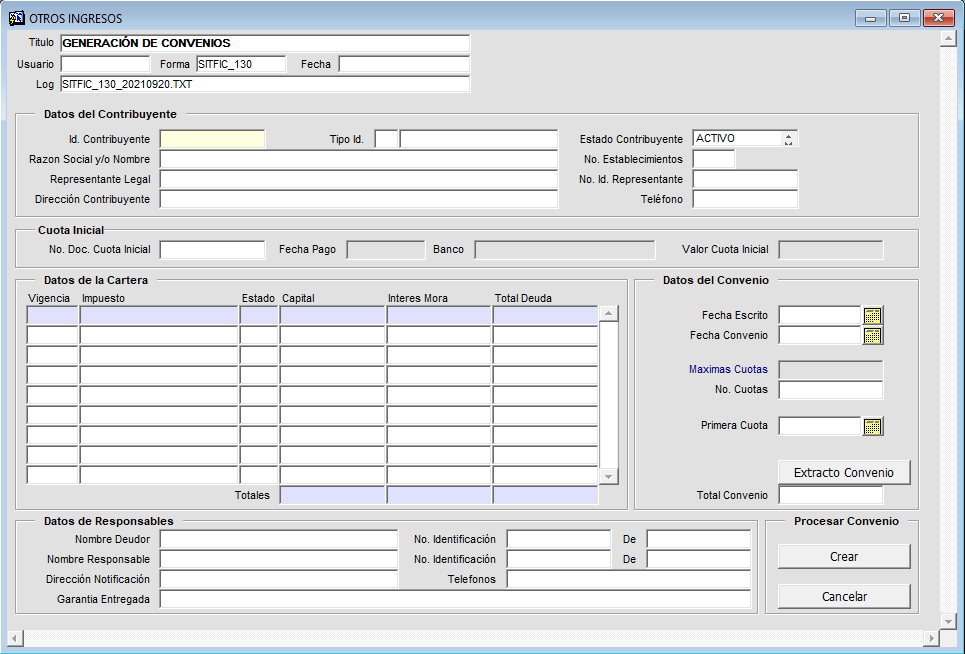 OTROS INGRESOS
Titulo GENERACIÓN DE CONVENIOS
Usuario Forma SITFIC_130 Fecha
Log SITFIC_130_20210920.TXT
Datos del Contribuyente
Id. Contribuyente Tipo Id. Estado Contribuyente ACTIVO
Razon Social y/o Nombre No. Establecimientos
Representante Legal No. Id. Representante
Dirección Contribuyente Teléfono
Cuota Inicial
No. Doc. Cuota Inicial Fecha Pago Banco Valor Cuota Inicial
Datos de la Cartera
Vigencia Impuesto Estado Capital Interes Mora Total Deuda
Totales
Datos del Convenio
Fecha Escrito
Fecha Convenio
Maximas Cuotas
No. Cuotas
Primera Cuota
Extracto Convenio
Total Convenio
Datos de Responsables
Nombre Deudor No. Identificación De
Nombre Responsable No. Identificación De
Dirección Notificación Telefonos
Garantia Entregada
Procesar Convenio
Crear
Cancelar